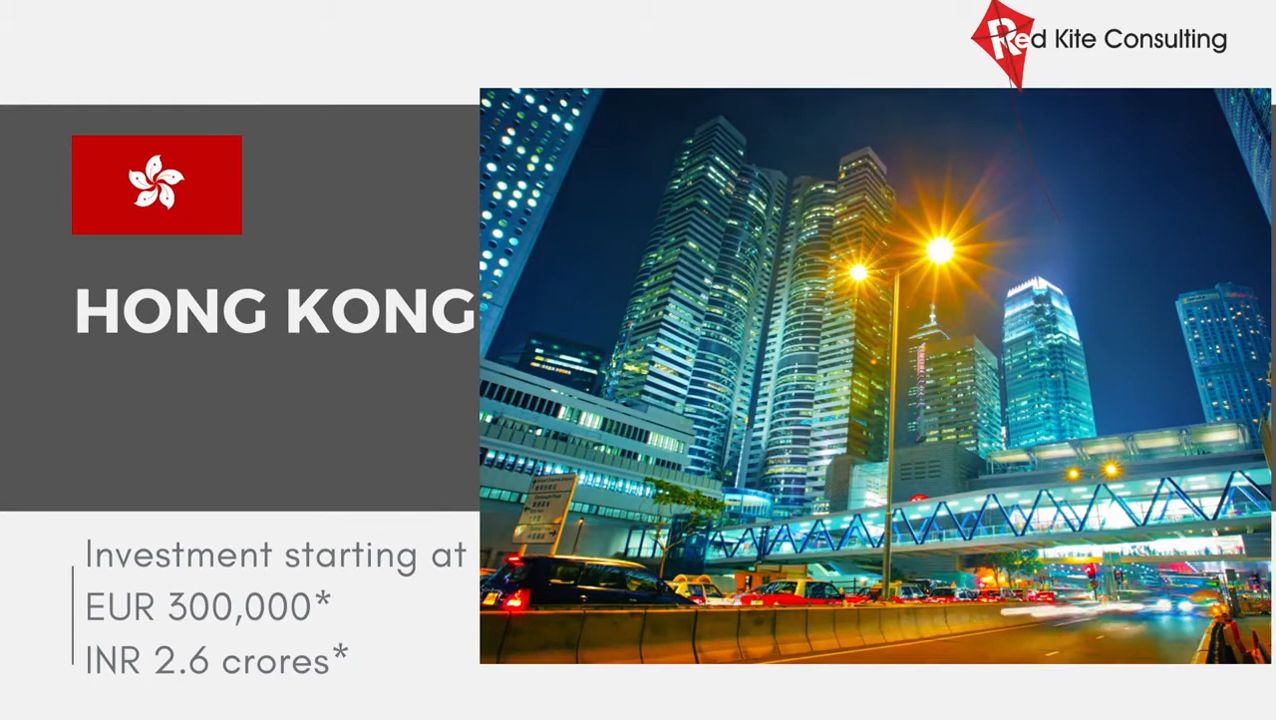 Red Kite Consulting
HONG KONG
Investment starting at
EUR 300,000*
INR 2.6 crores*